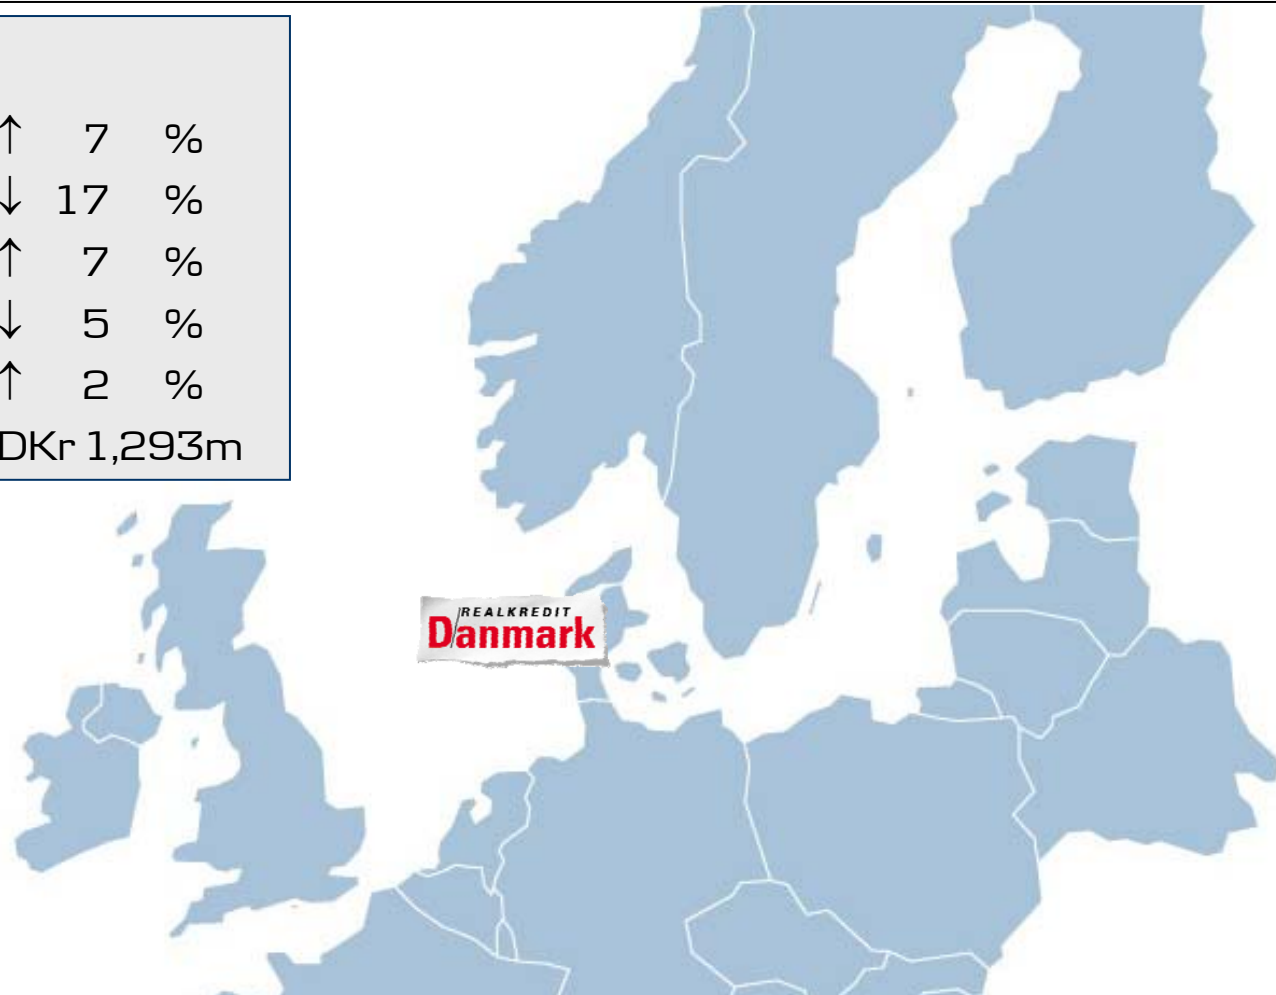 ↑ 7 %
↓ 17 %
↑ 7 %
↓ 5 %
↑ 2 %
DKr 1,293m
REALKREDIT
Danmark